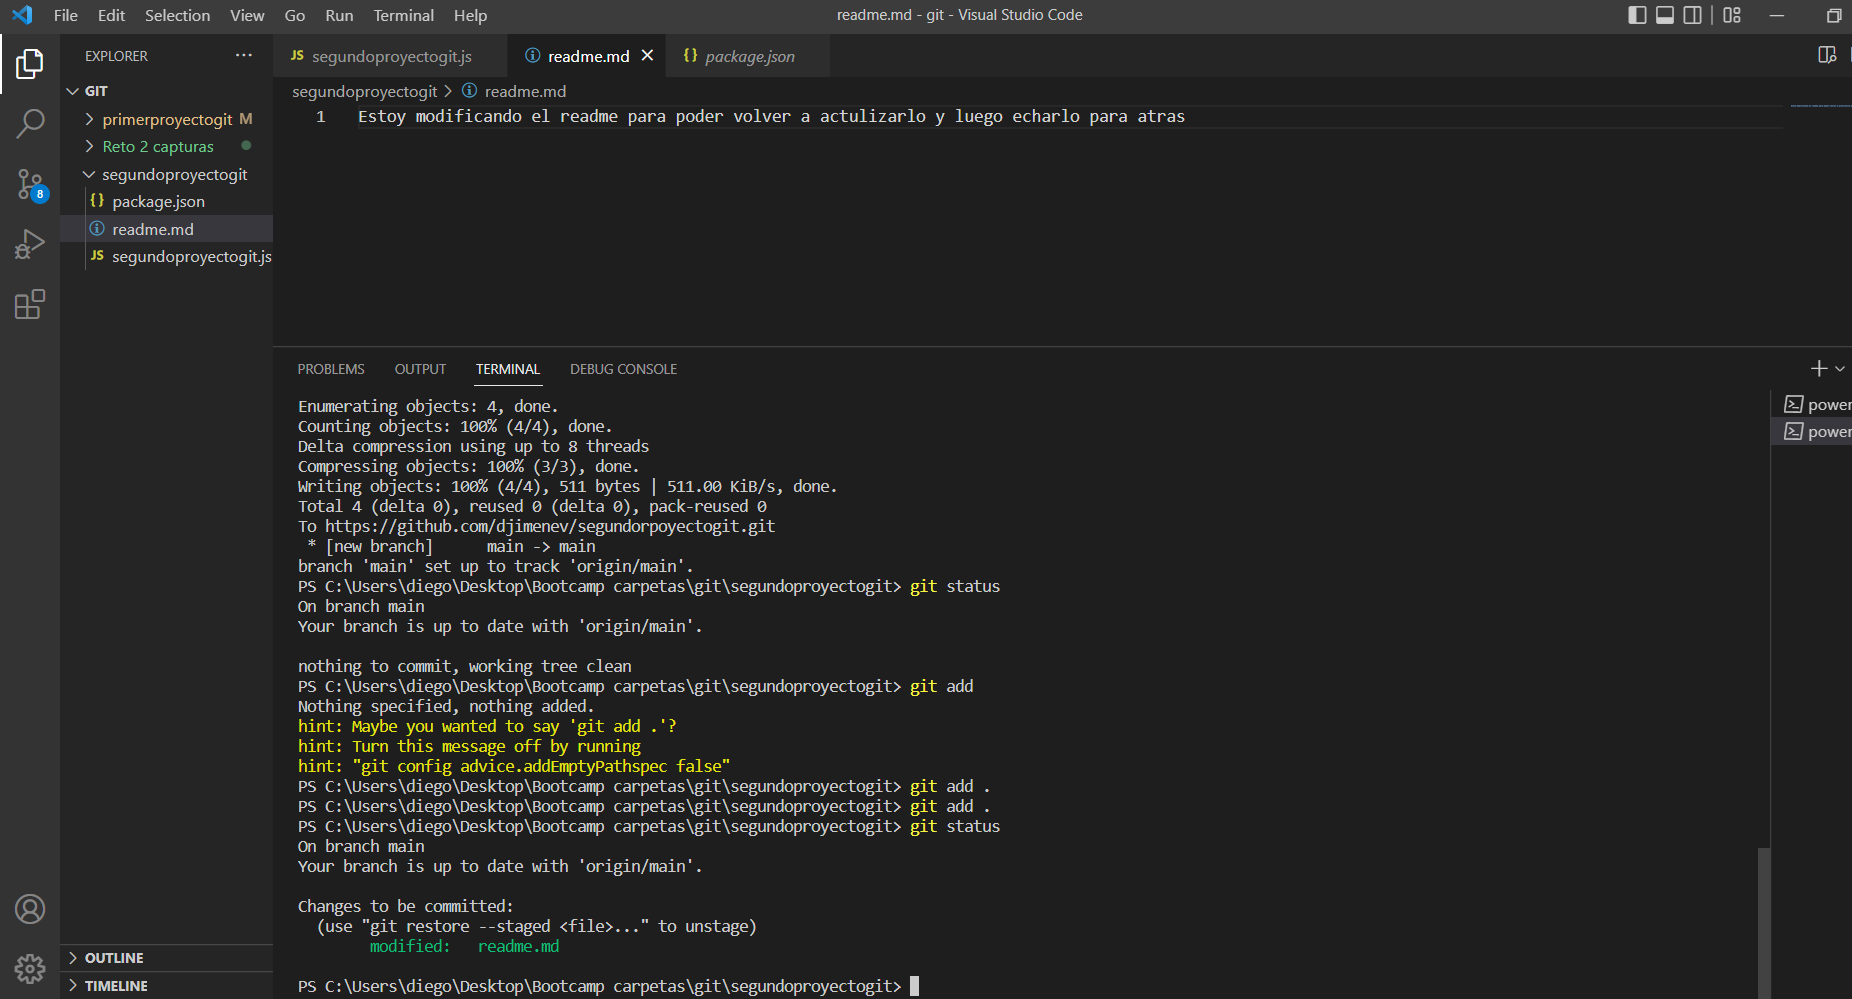 File Edit Selection View Go Run Terminal Help
readme.md - git - Visual Studio Code
EXPLORER
GIT
primerproyectogit M
Reto 2 capturas
segundoproyectogit
{} package.json
readme.md
JS segundoproyectogit.js
8
OUTLINE
TIMELINE
JS segundoproyectogit.js
readme.md
{} package.json
segundoproyectogit > readme.md
1 Estoy modificando el readme para poder volver a actulizarlo y luego echarlo para atras
PROBLEMS OUTPUT TERMINAL DEBUG CONSOLE
Enumerating objects: 4, done.
Counting objects: 100% (4/4), done.
Delta compression using up to 8 threads
Compressing objects: 100% (3/3), done.
Writing objects: 100% (4/4), 511 bytes | 511.00 KiB/s, done.
Total 4 (delta 0), reused 0 (delta 0), pack-reused 0
To https://github.com/djimenev/segundorpoyectogit.git
 * [new branch]      main -> main
branch 'main' set up to track 'origin/main'.
PS C:\Users\diego\Desktop\Bootcamp carpetas\git\segundoproyectogit> git status
On branch main
Your branch is up to date with 'origin/main'.
nothing to commit, working tree clean
PS C:\Users\diego\Desktop\Bootcamp carpetas\git\segundoproyectogit> git add
Nothing specified, nothing added.
hint: Maybe you wanted to say 'git add .'?
hint: Turn this message off by running
hint: "git config advice.addEmptyPathspec false"
PS C:\Users\diego\Desktop\Bootcamp carpetas\git\segundoproyectogit> git add .
PS C:\Users\diego\Desktop\Bootcamp carpetas\git\segundoproyectogit> git add .
PS C:\Users\diego\Desktop\Bootcamp carpetas\git\segundoproyectogit> git status
On branch main
Your branch is up to date with 'origin/main'.
Changes to be committed:
  (use "git restore --staged <file>..." to unstage)
        modified:   readme.md
PS C:\Users\diego\Desktop\Bootcamp carpetas\git\segundoproyectogit>
power
power